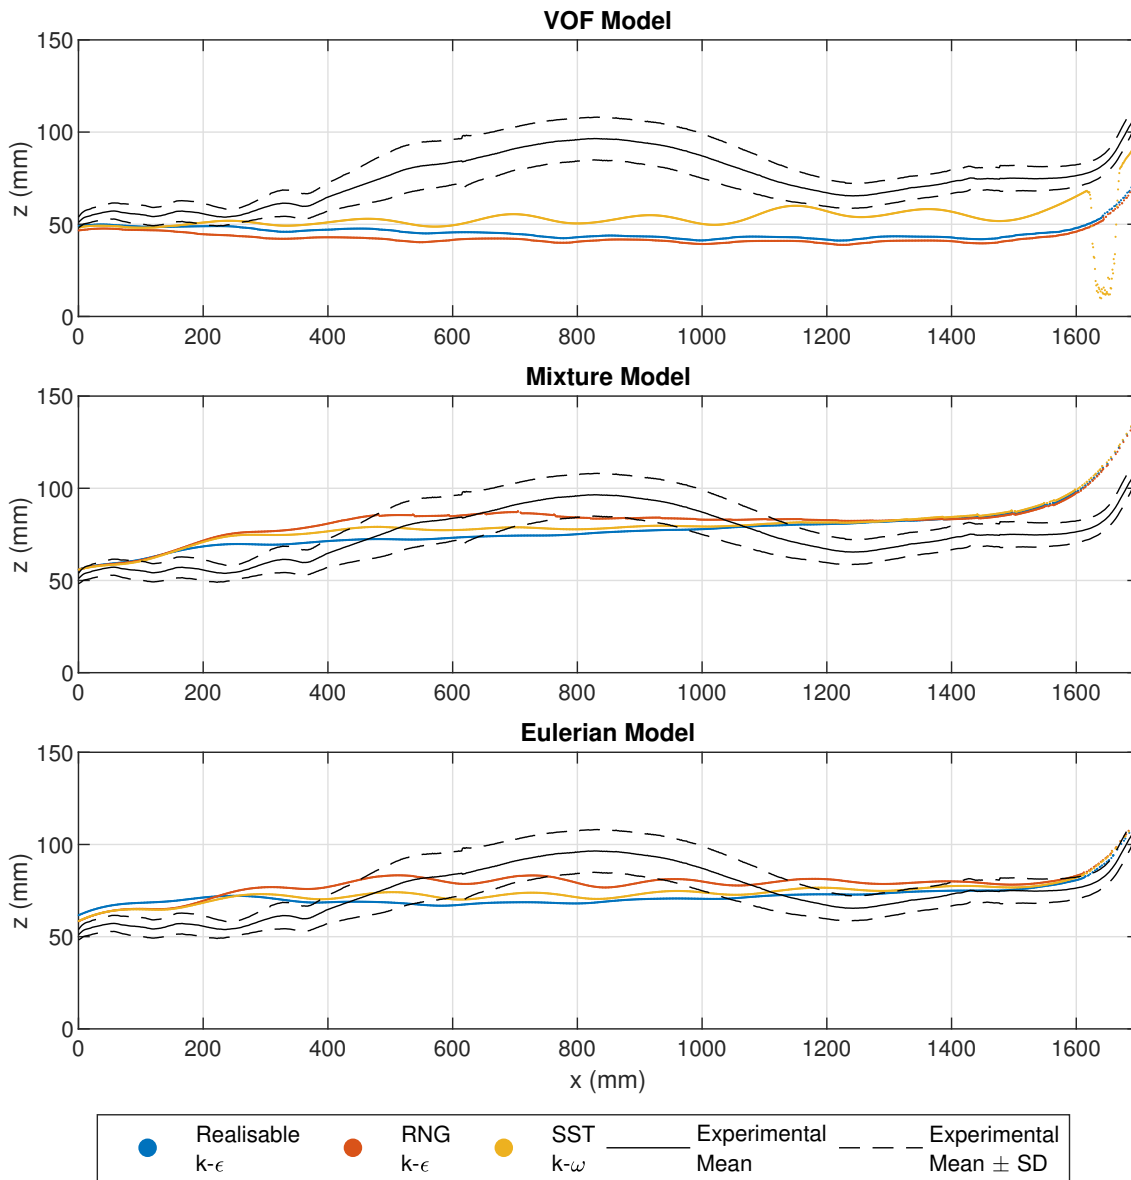 VOF Model
150
100
50
0
z (mm)
0 200 400 600 800 1000 1200 1400 1600
Mixture Model
150
100
50
0
z (mm)
0 200 400 600 800 1000 1200 1400 1600
Eulerian Model
150
100
50
0
z (mm)
0 200 400 600 800 1000 1200 1400 1600
x (mm)
Realisable RNG SST Experimental Experimental
k-ϵ k-ϵ k-ω Mean Mean ± SD